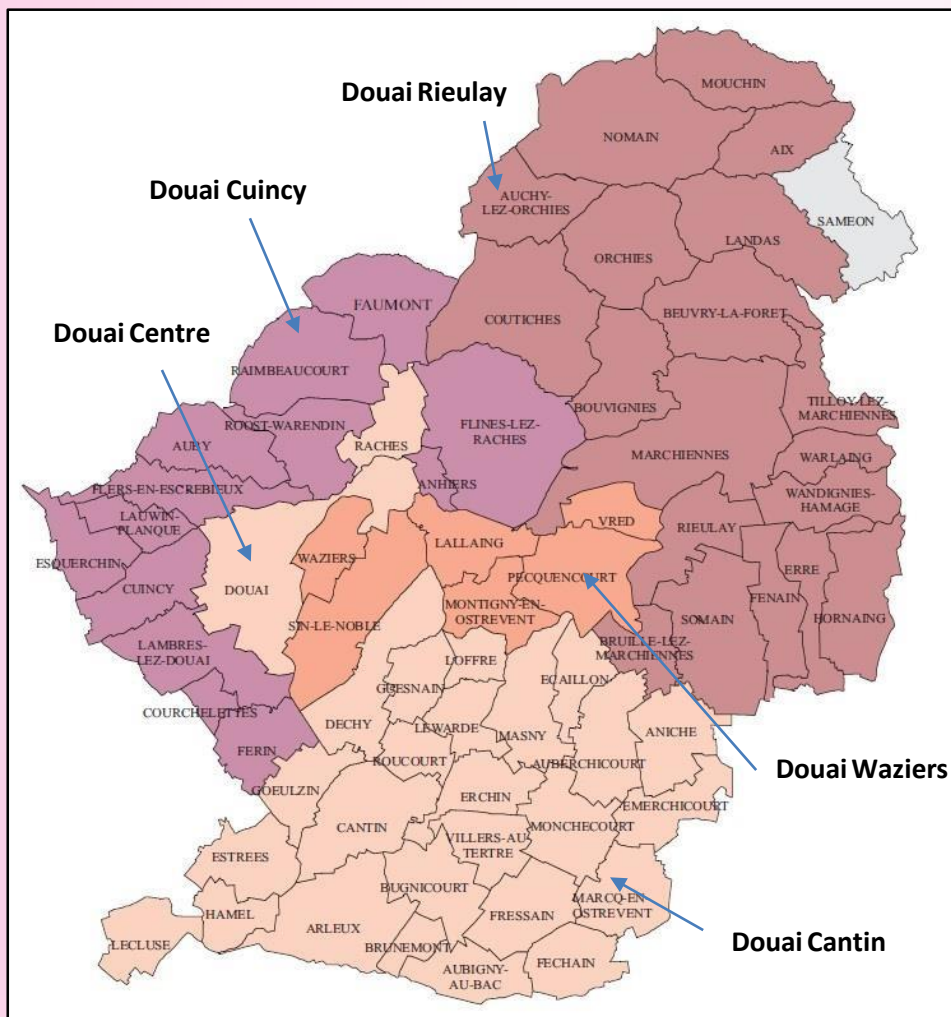 MOUCHIN
Douai Rieulay
NOMAIN
AIX
Douai Cuincy
AUCHY-
LEZ-ORCHIES
SAMEON
LANDAS
ORCHIES
FAUMONT
COUTICHES
BEUVRY-LA-FORET
Douai Centre
RAIMBEAUCOURT
TILLOY-LEZ-
MARCHIENNES
BOUVIGNIES
ROOST-WARENDIN
FLINES-LEZ-
RACHES
AUBY
RACHES
MARCHIENNES
WARLAING
ANHIERS
FLERS-EN-ESCREBIEUX
WANDIGNIES-
HAMAGE
LAUWIN-
PLANQUE
VRED
RIEULAY
LALLAING
WAZIERS
ESQUERCHIN
ERRE
PECQUENCOURT
CUINCY
DOUAI
FENAIN
MONTIGNY-EN-
OSTREVENT
HORNAING
SOMAIN
SIN-LE-NOBLE
BRUILLE-LEZ-
MARCHIENNES
LAMBRES-
LEZ-DOUAI
LOFFRE
ECAILLON
GUESNAIN
COURCHELETTES
DECHY
LEWARDE
ANICHE
MASNY
FERIN
ROUCOURT
AUBERCHICOURT
Douai Waziers
GOEULZIN
ERCHIN
EMERCHICOURT
CANTIN
MONCHECOURT
VILLERS-AU-
TERTRE
ESTREES
BUGNICOURT
MARCQ-EN-
OSTREVENT
HAMEL
FRESSAIN
ARLEUX
LECLUSE
BRUNEMONT
Douai Cantin
FECHAIN
AUBIGNY-
AU-BAC